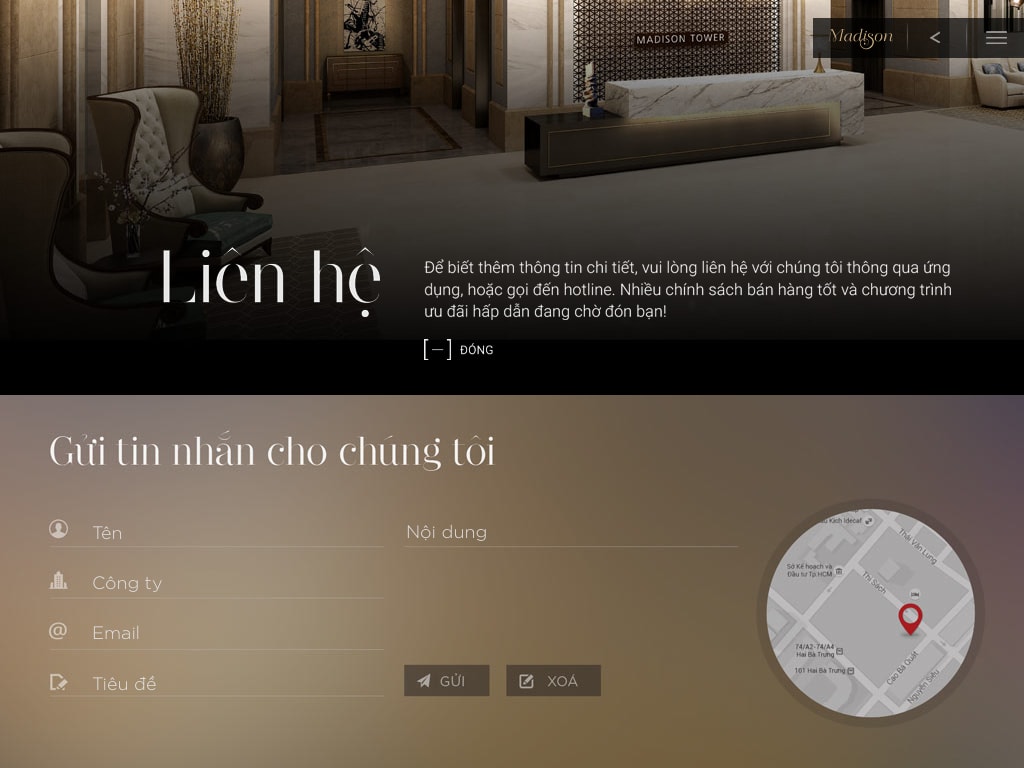 MADISON TOWER
Madison
Liên hệ
Để biết thêm thông tin chi tiết, vui lòng liên hệ với chúng tôi thông qua ứng
dụng, hoặc gọi đến hotline. Nhiều chính sách bán hàng tốt và chương trình
ưu đãi hấp dẫn đang chờ đón bạn!
[—] ĐÓNG
Gửi tin nhắn cho chúng tôi
Tên
Công ty
@ Email
Tiêu đề
Nội dung
GỬI
XOÁ
Kinh Idecaf
Thái Văn Lung
Sở Kế hoạch và
Đầu tư Tp.HCM
Thi Sách
74/A2-74/A4
Hai Bà Trưng
101 Hai Bà Trưng
Cao Bá Quát
Nguyễn Siêu